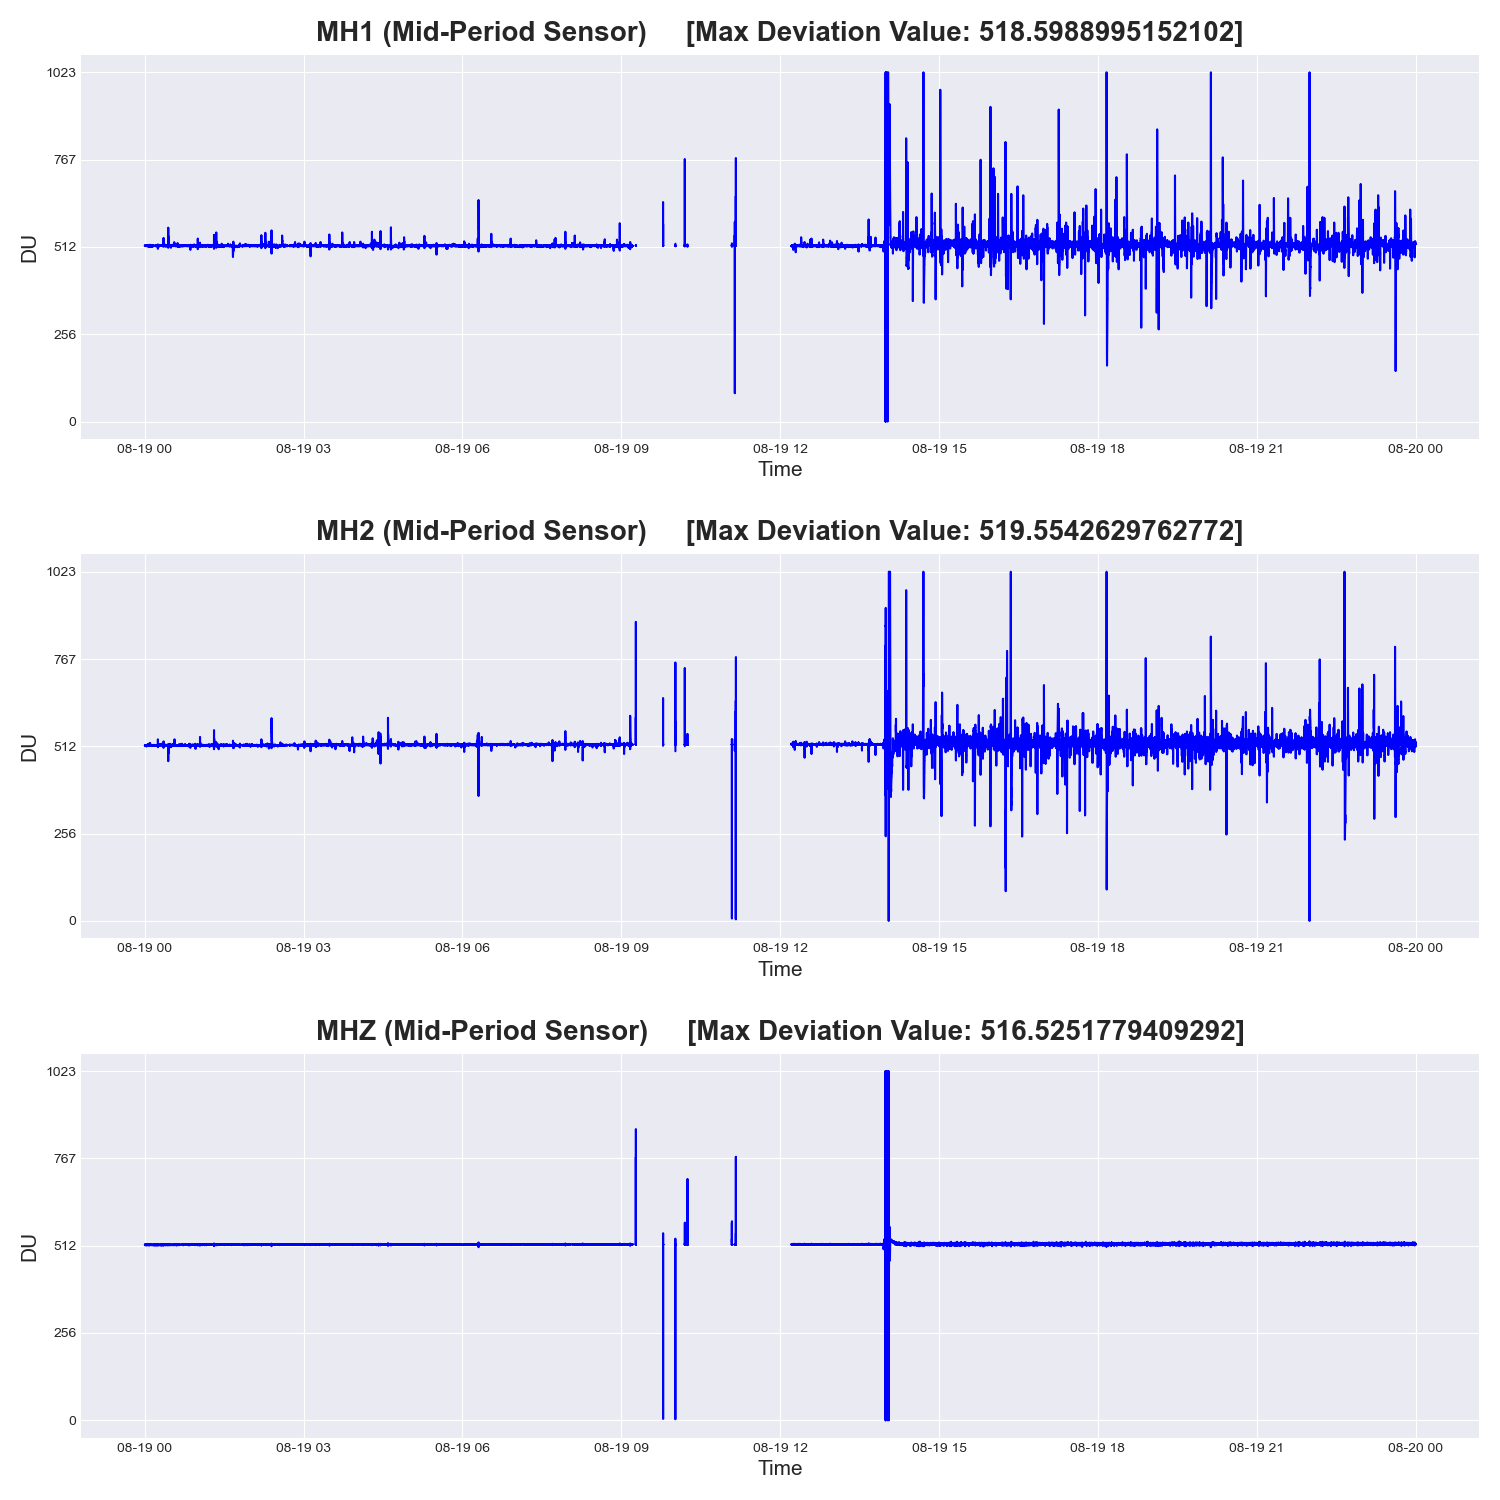 MH1 (Mid-Period Sensor) [Max Deviation Value: 518.5988995152102]
1023
767
512
256
0
DU
08-19 00 08-19 03 08-19 06 08-19 09 08-19 12 08-19 15 08-19 18 08-19 21 08-20 00
Time
MH2 (Mid-Period Sensor) [Max Deviation Value: 519.5542629762772]
1023
767
512
256
0
DU
08-19 00 08-19 03 08-19 06 08-19 09 08-19 12 08-19 15 08-19 18 08-19 21 08-20 00
Time
MHZ (Mid-Period Sensor) [Max Deviation Value: 516.5251779409292]
1023
767
512
256
0
DU
08-19 00 08-19 03 08-19 06 08-19 09 08-19 12 08-19 15 08-19 18 08-19 21 08-20 00
Time